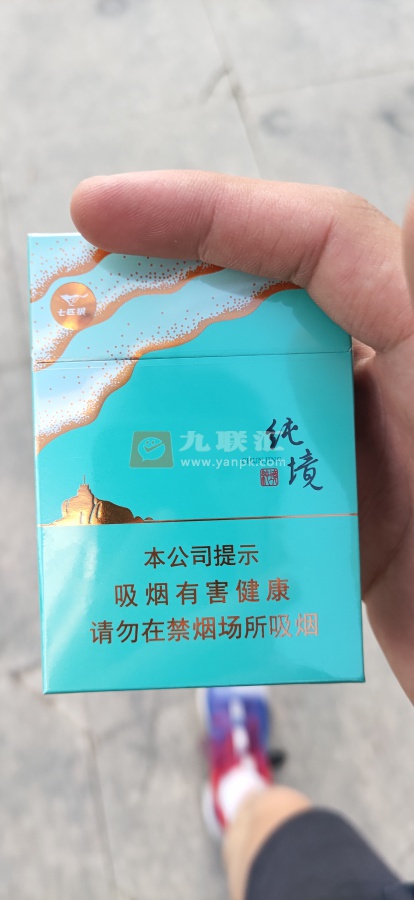 七匹狼
纯
境
九联汇
www.yanpk.com
本公司提示
吸烟有害健康
请勿在禁烟场所吸烟